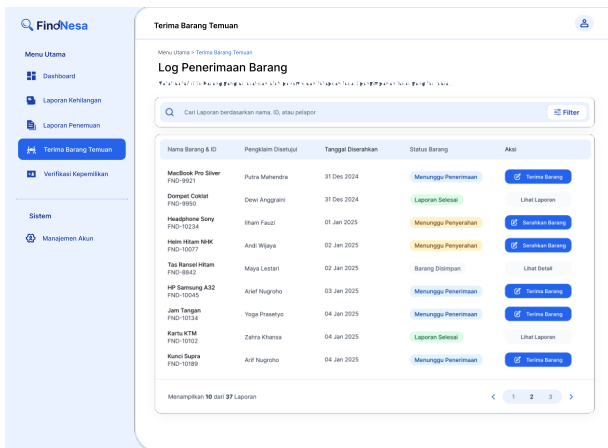 FindNesa
Terima Barang Temuan
Menu Utama
Dashboard
Laporan Kehilangan
Laporan Penemuan
Terima Barang Temuan
Verifikasi Kepemilikan
Sistem
Manajemen Akun
Menu Utama > Terima Barang Temuan
Log Penerimaan Barang
Cari Laporan berdasarkan nama, ID, atau pelapor
Filter
Nama Barang & ID Pengklaim Disetujui Tanggal Diserahkan Status Barang Aksi
MacBook Pro Silver
FND-9921 Putra Mahendra 31 Des 2024 Menunggu Penerimaan Terima Barang
Dompet Coklat
FND-9950 Dewi Anggraini 31 Des 2024 Laporan Selesai Lihat Laporan
Headphone Sony
FND-10234 Ilham Fauzi 01 Jan 2025 Menunggu Penyerahan Serahkan Barang
Helm Hitam NHK
FND-10077 Andi Wijaya 02 Jan 2025 Menunggu Penyerahan Serahkan Barang
Tas Ransel Hitam
FND-8842 Maya Lestari 02 Jan 2025 Barang Disimpan Lihat Detail
HP Samsung A32
FND-10045 Arief Nugroho 03 Jan 2025 Menunggu Penerimaan Terima Barang
Jam Tangan
FND-10134 Yoga Prasetyo 04 Jan 2025 Menunggu Penerimaan Terima Barang
Kartu KTM
FND-10102 Zahra Khansa 04 Jan 2025 Laporan Selesai Lihat Laporan
Kunci Supra
FND-10189 Arif Nugroho 04 Jan 2025 Menunggu Penerimaan Terima Barang
Menampilkan 10 dari 37 Laporan < 1 2 3 >